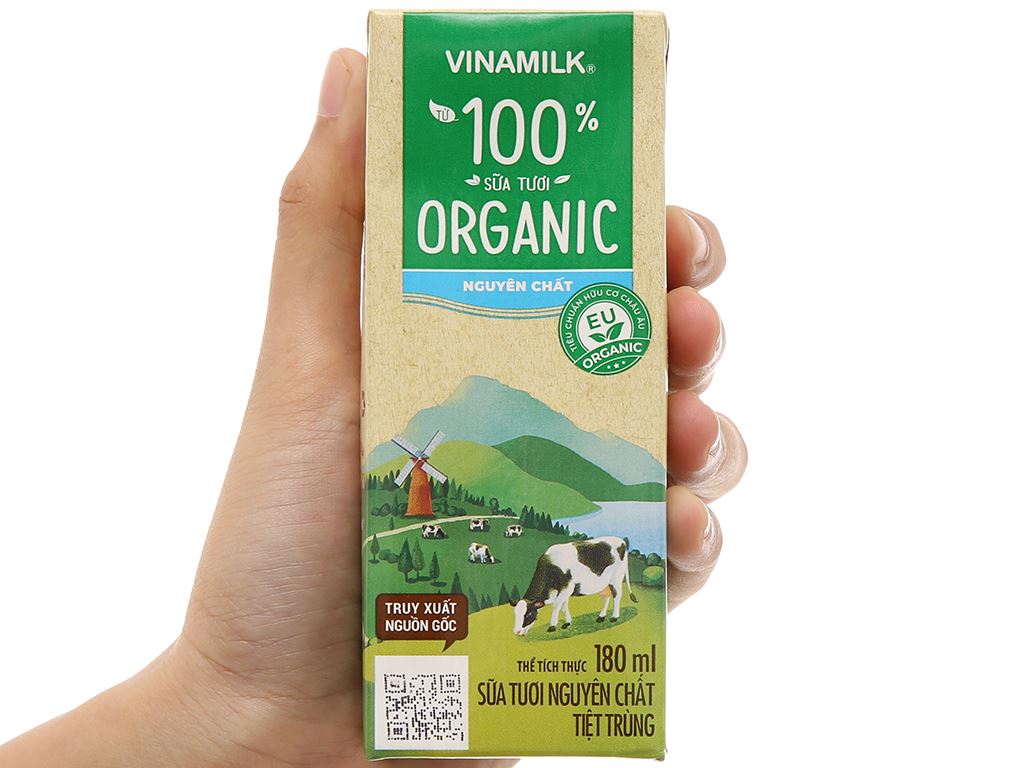 VINAMILK®
TỪ
100%
SỮA TƯƠI
ORGANIC
NGUYÊN CHẤT
TIÊU CHUẨN HỮU CƠ CHÂU ÂU
EU
ORGANIC
TRUY XUẤT
NGUỒN GỐC
THỂ TÍCH THỰC 180 ml
SỮA TƯƠI NGUYÊN CHẤT
TIỆT TRÙNG